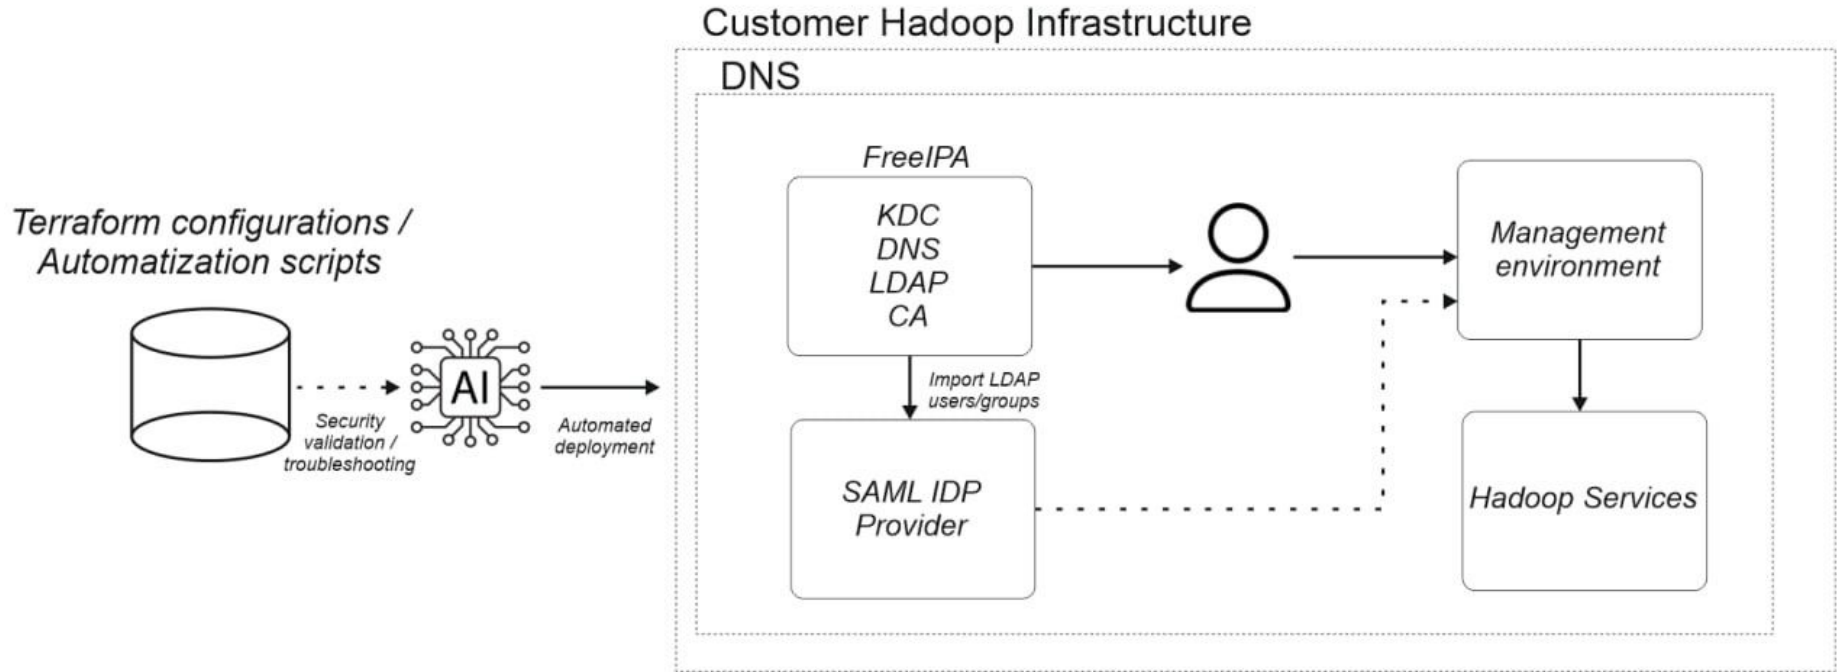 Customer Hadoop Infrastructure
DNS
FreeIPA
KDC
DNS
LDAP
CA
Management
environment
Terraform configurations /
Automatization scripts
AI
Security
validation /
troubleshooting
Automated
deployment
Import LDAP
users/groups
SAML IDP
Provider
Hadoop Services